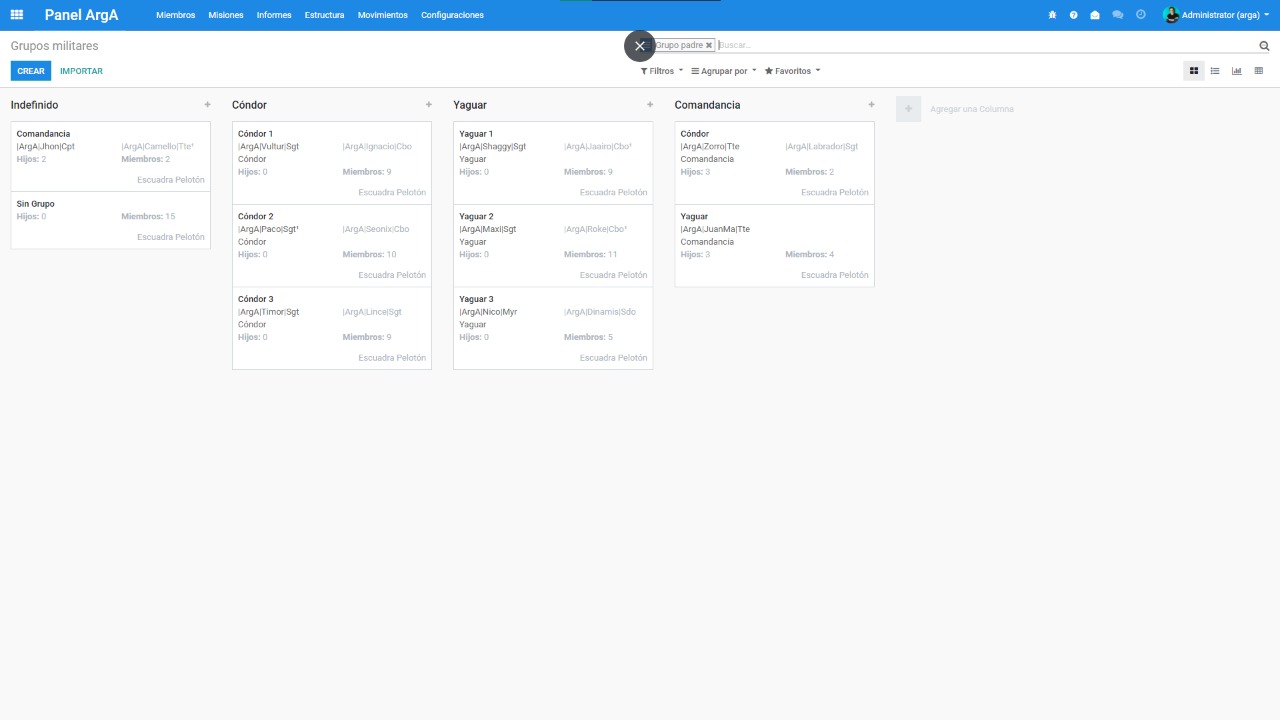 Panel ArgA Miembros Misiones Informes Estructura Movimientos Configuraciones Administrator (arga)
Grupos militares
Grupo padre Buscar...
CREAR IMPORTAR Filtros Agrupar por Favoritos
Indefinido
Comandancia
|ArgA|Jhon|Cpt |ArgA|Camello|Tte¹
Hijos: 2 Miembros: 2
Escuadra Pelotón
Sin Grupo
Hijos: 0 Miembros: 15
Escuadra Pelotón
Cóndor
Cóndor 1
|ArgA|Vultur|Sgt |ArgA|Ignacio|Cbo
Cóndor
Hijos: 0 Miembros: 9
Escuadra Pelotón
Cóndor 2
|ArgA|Paco|Sgt¹ |ArgA|Seonix|Cbo
Cóndor
Hijos: 0 Miembros: 10
Escuadra Pelotón
Cóndor 3
|ArgA|Timor|Sgt |ArgA|Lince|Sgt
Cóndor
Hijos: 0 Miembros: 9
Escuadra Pelotón
Yaguar
Yaguar 1
|ArgA|Shaggy|Sgt |ArgA|Jaairo|Cbo¹
Yaguar
Hijos: 0 Miembros: 9
Escuadra Pelotón
Yaguar 2
|ArgA|Maxi|Sgt |ArgA|Roke|Cbo¹
Yaguar
Hijos: 0 Miembros: 11
Escuadra Pelotón
Yaguar 3
|ArgA|Nico|Myr |ArgA|Dinamis|Sdo
Yaguar
Hijos: 0 Miembros: 5
Escuadra Pelotón
Comandancia
Cóndor
|ArgA|Zorro|Tte |ArgA|Labrador|Sgt
Comandancia
Hijos: 3 Miembros: 2
Escuadra Pelotón
Yaguar
|ArgA|JuanMa|Tte
Comandancia
Hijos: 3 Miembros: 4
Escuadra Pelotón
Agregar una Columna